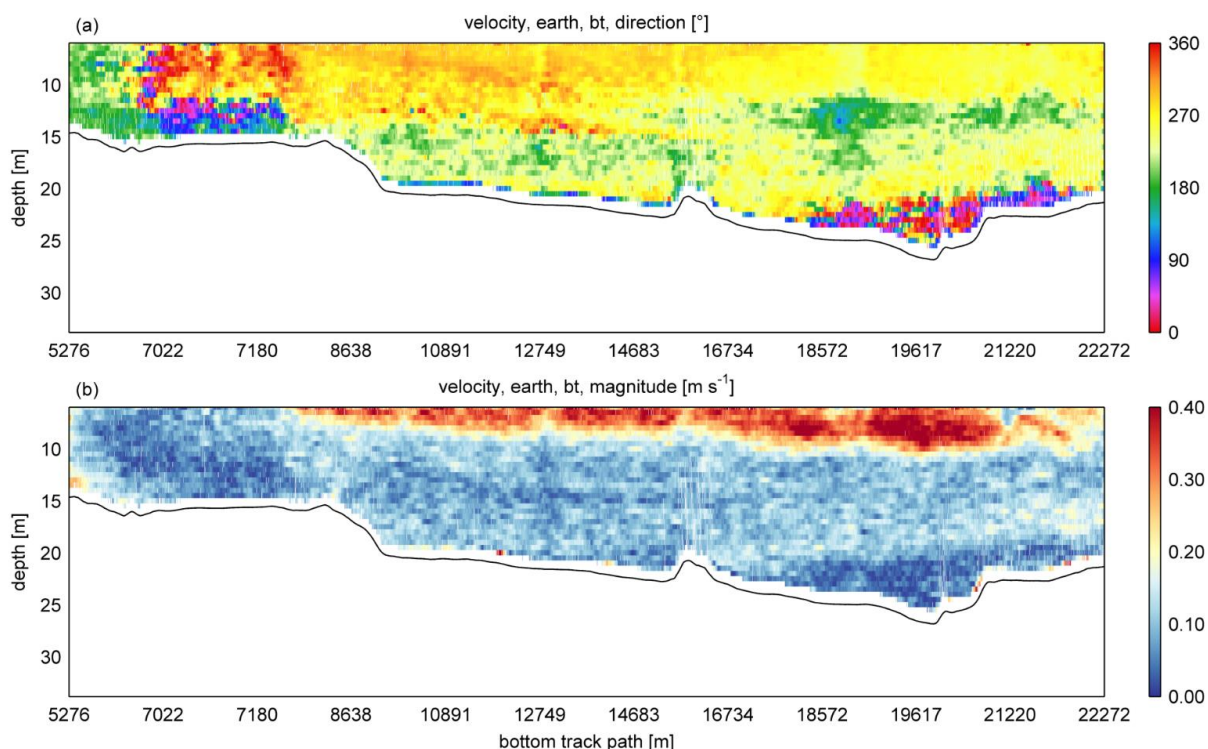 (a)
velocity, earth, bt, direction [°]
depth [m]
10
15
20
25
30
5276 7022 7180 8638 10891 12749 14683 16734 18572 19617 21220 22272
360
270
180
90
0
(b)
velocity, earth, bt, magnitude [m s⁻¹]
depth [m]
10
15
20
25
30
5276 7022 7180 8638 10891 12749 14683 16734 18572 19617 21220 22272
bottom track path [m]
0.40
0.30
0.20
0.10
0.00